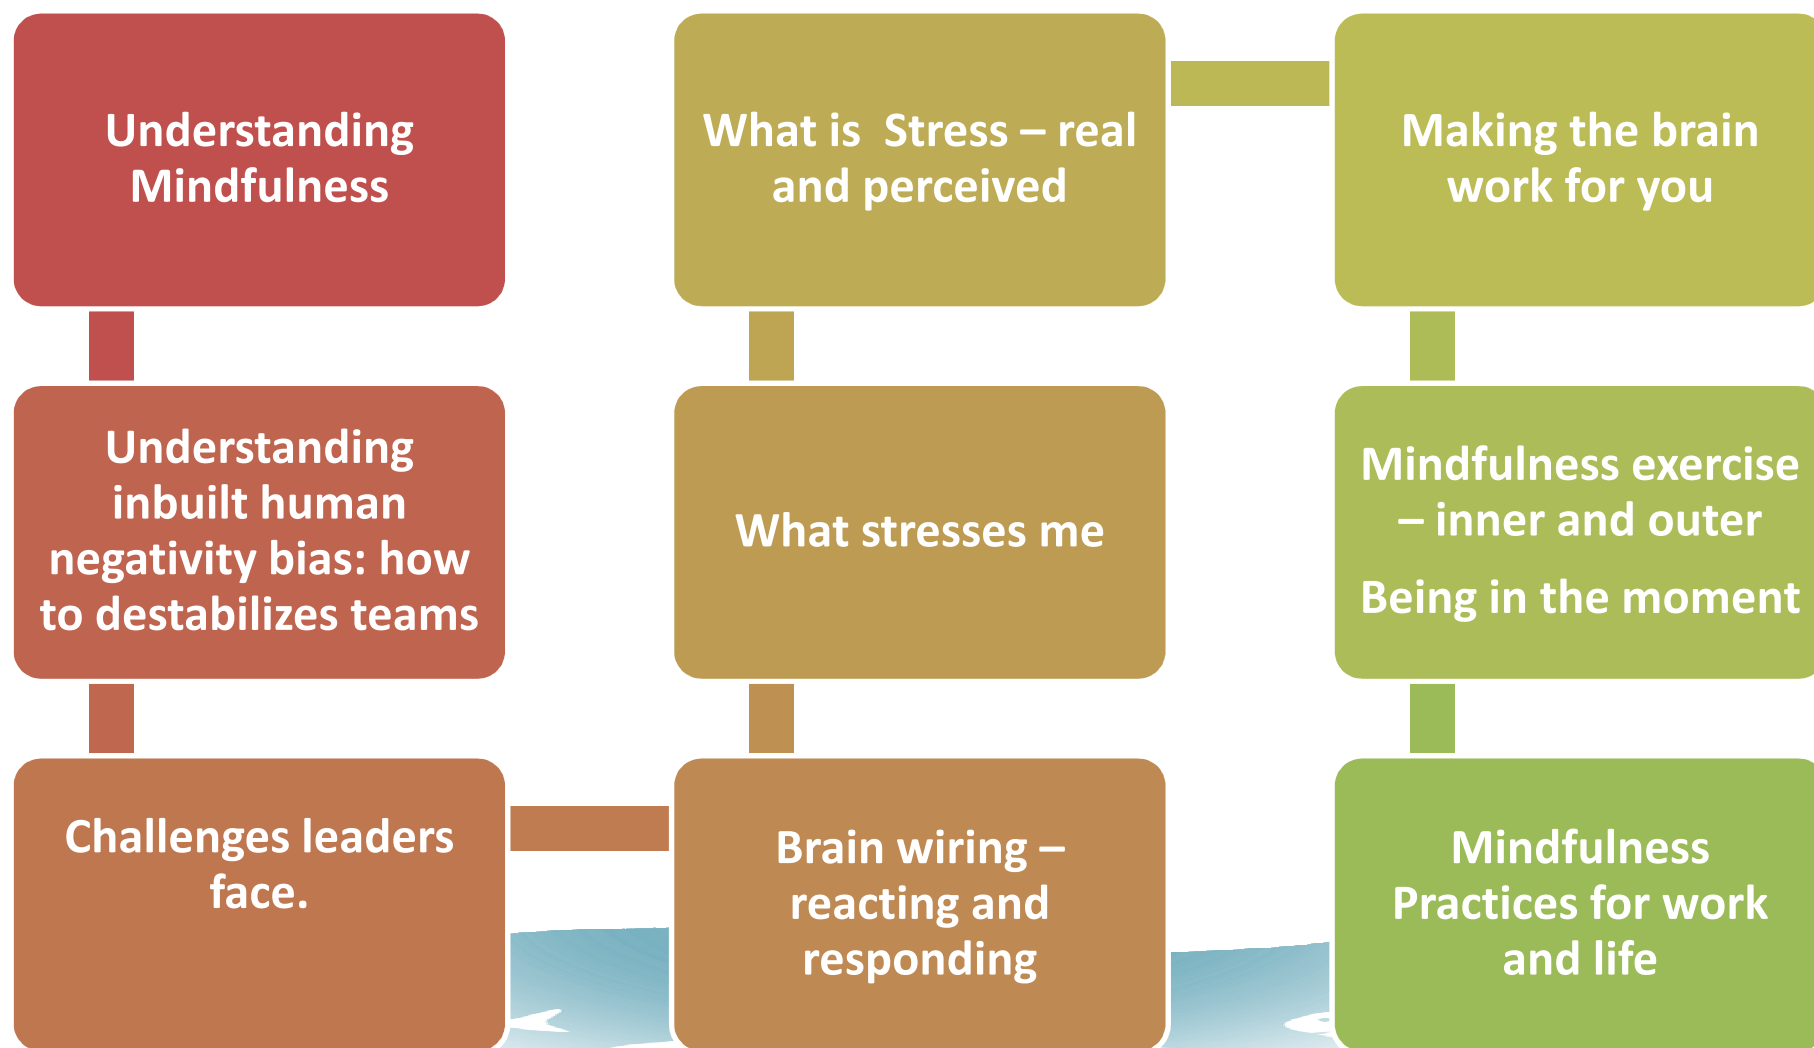 Understanding
Mindfulness
Understanding
inbuilt human
negativity bias: how
to destabilizes teams
Challenges leaders
face.
Brain wiring –
reacting and
responding
What stresses me
What is  Stress – real
and perceived
Making the brain
work for you
Mindfulness exercise
– inner and outer
Being in the moment
Mindfulness
Practices for work
and life